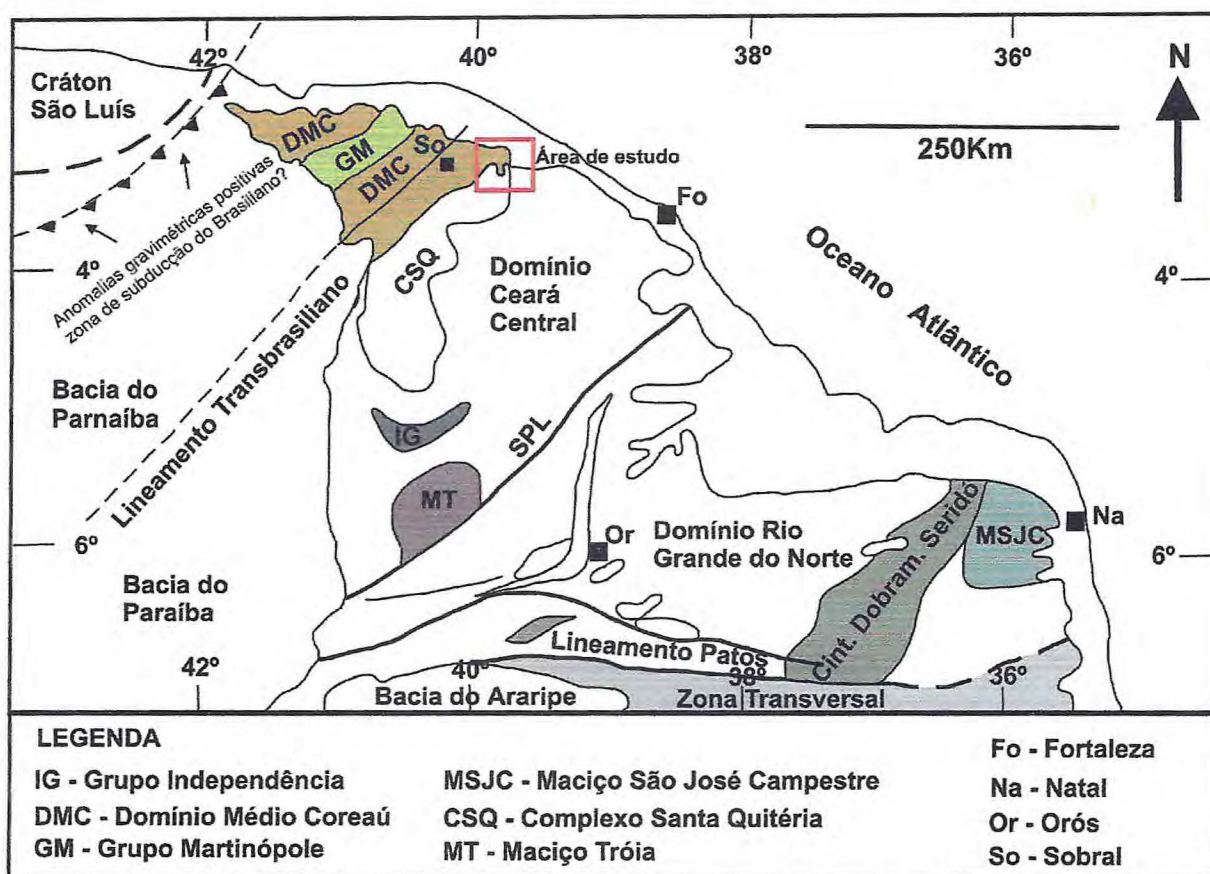 42º
40º
38º
36º
N
Cráton
São Luís
DMC
GM
So
DMC
Área de estudo
250Km
Fo
Anomalias gravimétricas positivas
zona de subducção do Brasiliano?
4º
4º
CSQ
Domínio
Ceará
Central
Oceano Atlântico
Lineamento Transbrasiliano
Bacia do
Parnaíba
IG
SPL
MT
Or
Domínio Rio
Grande do Norte
Cint. Dobram. Seridó
MSJC
Na
6º
6º
Bacia do
Paraíba
Lineamento Patos
42º
40º
38º
36º
Bacia do Araripe
Zona Transversal
LEGENDA
IG - Grupo Independência
DMC - Domínio Médio Coreaú
GM - Grupo Martinópole
MSJC - Maciço São José Campestre
CSQ - Complexo Santa Quitéria
MT - Maciço Tróia
Fo - Fortaleza
Na - Natal
Or - Orós
So - Sobral